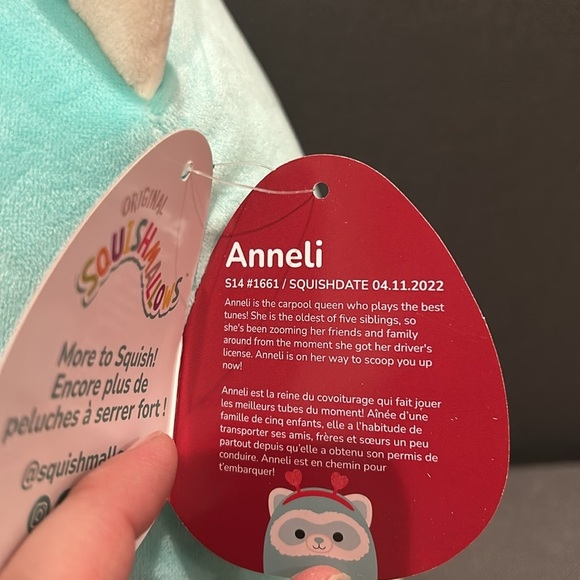 ORIGINAL
SQUISHMALLOWS
More to Squish!
Encore plus de
peluches à serrer fort !
Anneli
S14 #1661 / SQUISHDATE 04.11.2022
Anneli is the carpool queen who plays the best
tunes! She is the oldest of five siblings, so
she's been zooming her friends and family
around from the moment she got her driver's
license. Anneli is on her way to scoop you up
now!
Anneli est la reine du covoiturage qui fait jouer
les meilleurs tubes du moment! Aînée d'une
famille de cinq enfants, elle a l'habitude de
transporter ses amis, frères et sœurs un peu
partout depuis qu'elle a obtenu son permis de
conduire. Anneli est en chemin pour
t'embarquer!